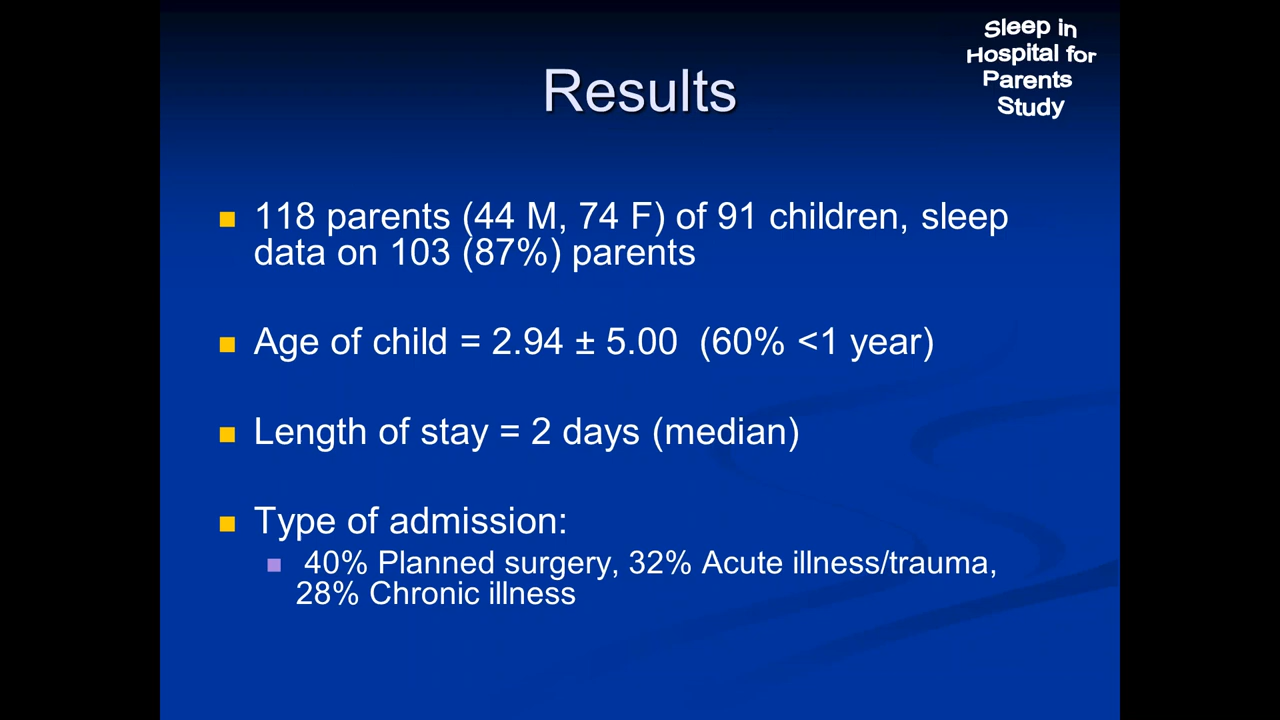 Sleep in
Hospital for
Parents
Study
Results
118 parents (44 M, 74 F) of 91 children, sleep
data on 103 (87%) parents
Age of child = 2.94 ± 5.00 (60% <1 year)
Length of stay = 2 days (median)
Type of admission:
40% Planned surgery, 32% Acute illness/trauma,
28% Chronic illness